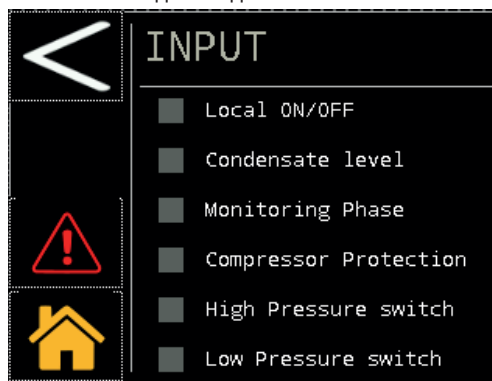 INPUT
Local ON/OFF
Condensate level
Monitoring Phase
Compressor Protection
High Pressure switch
Low Pressure switch